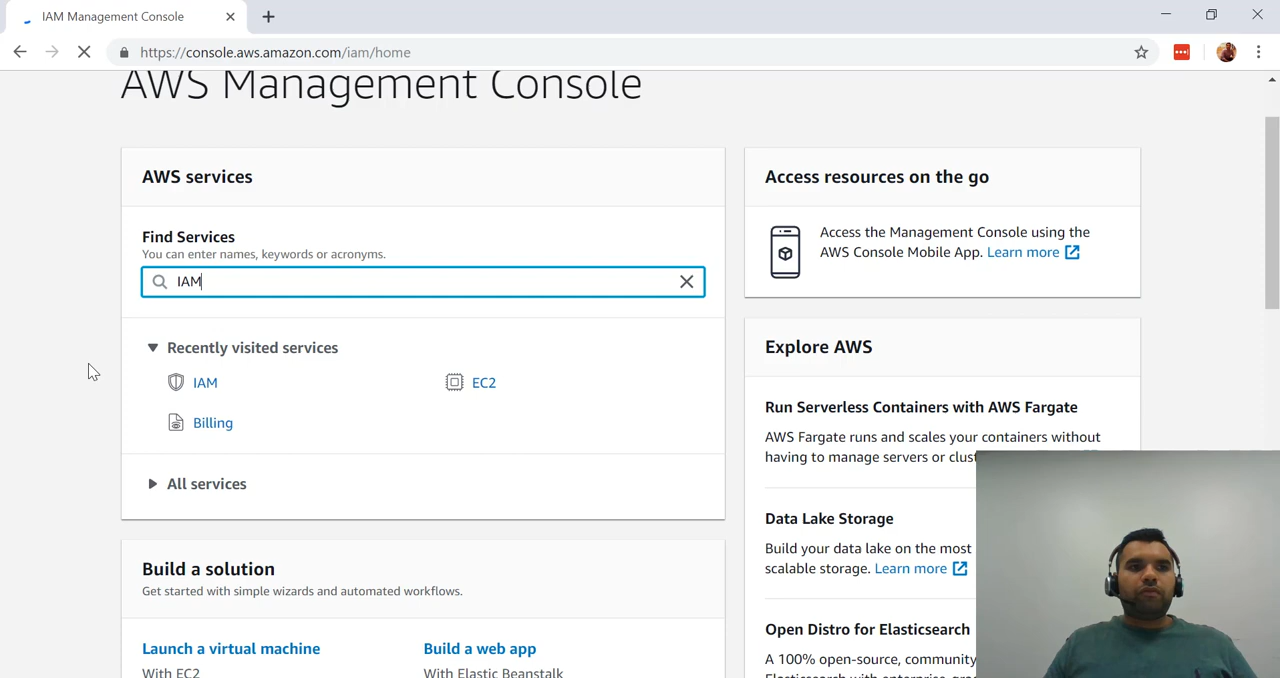 IAM Management Console
https://console.aws.amazon.com/iam/home
AWS Management Console
AWS services
Find Services
You can enter names, keywords or acronyms.
IAM
Recently visited services
IAM
EC2
Billing
All services
Build a solution
Get started with simple wizards and automated workflows.
Launch a virtual machine
With EC2
Build a web app
With Elastic Beanstalk
Access resources on the go
Access the Management Console using the
AWS Console Mobile App. Learn more
Explore AWS
Run Serverless Containers with AWS Fargate
AWS Fargate runs and scales your containers without
having to manage servers or
Data Lake Storage
Build your data lake on the most
scalable storage. Learn more
Open Distro for Elasticsearch
A 100% open-source, community